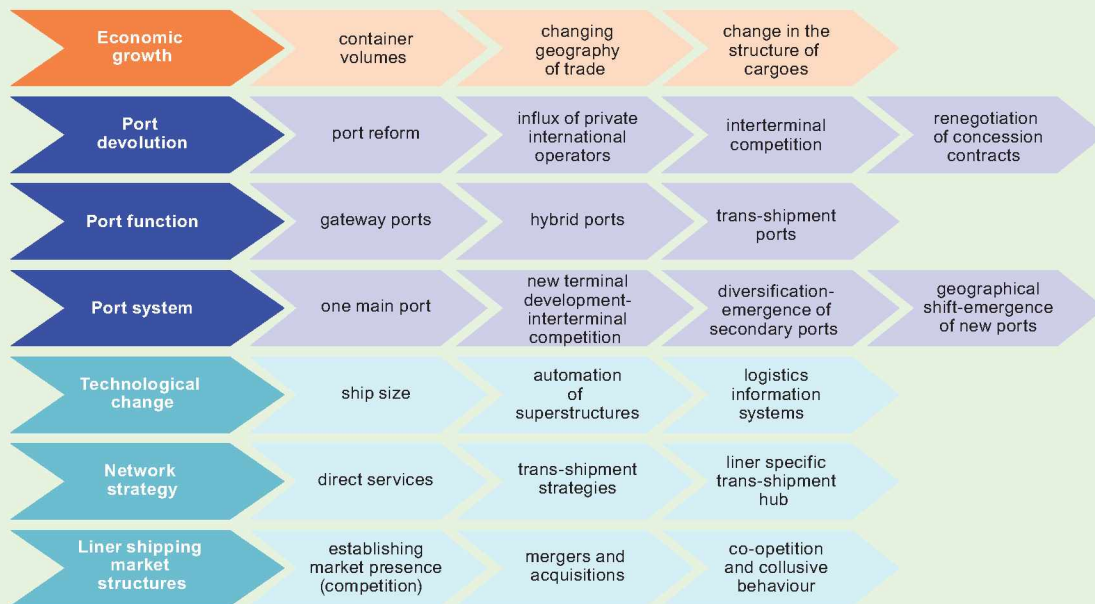 Economic
growth
container
volumes
changing
geography
of trade
change in the
structure of
cargoes
Port
devolution
port reform
influx of private
international
operators
interterminal
competition
renegotiation
of concession
contracts
Port function
gateway ports
hybrid ports
trans-shipment
ports
Port system
one main port
new terminal
development-
interterminal
competition
diversification-
emergence of
secondary ports
geographical
shift-emergence
of new ports
Technological
change
ship size
automation
of
superstructures
logistics
information
systems
Network
strategy
direct services
trans-shipment
strategies
liner specific
trans-shipment
hub
Liner shipping
market
structures
establishing
market presence
(competition)
mergers and
acquisitions
co-opetition
and collusive
behaviour